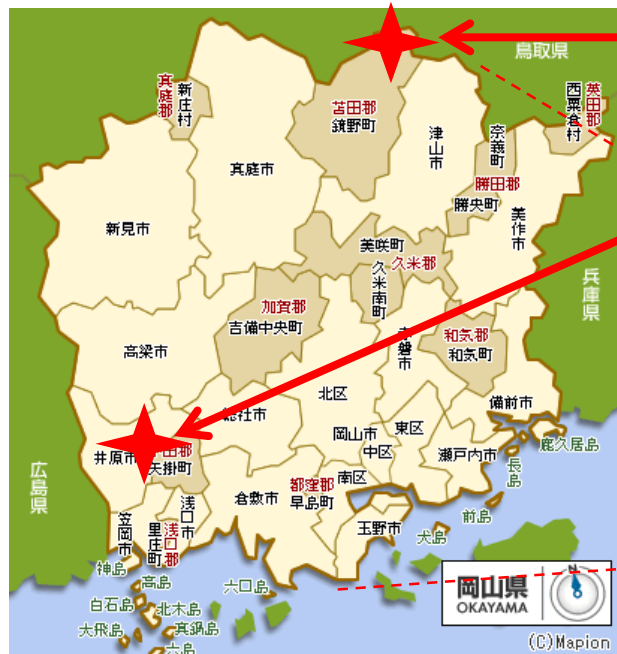 鳥取県
真庭郡
新庄村
苫田郡
鏡野町
英田郡
西粟倉村
津山市
奈義町
真庭市
勝田郡
勝央町
美作市
新見市
美咲町
久米郡
久米南町
兵庫県
加賀郡
吉備中央町
和気郡
和気町
赤磐市
高梁市
北区
備前市
総社市
岡山市
東区
中区
鹿久居島
井原市
田郡
矢掛町
瀬戸内市
長島
広島県
倉敷市
都窪郡
早島町
南区
浅口市
前島
笠岡市
里庄町
浅口郡
玉野市
犬島
神島
高島
六口島
白石島
北木島
大飛島
真鍋島
六島
岡山県
OKAYAMA
N
(C)Mapion